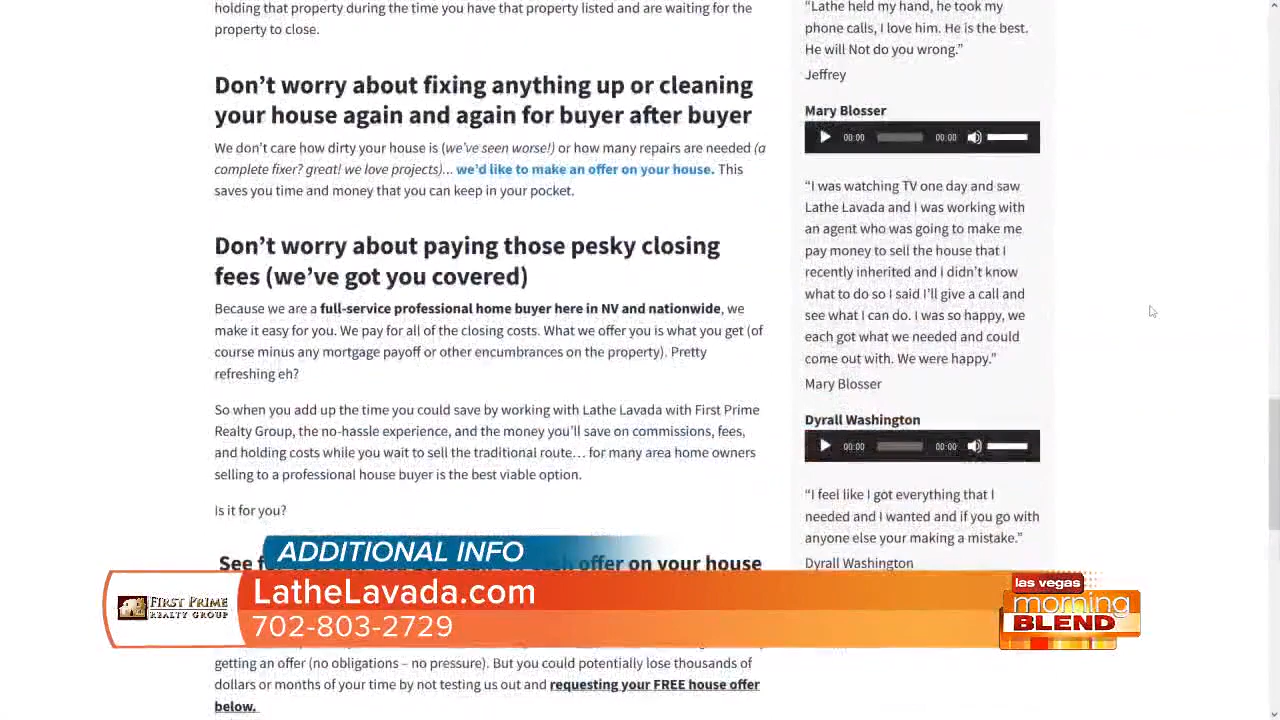 holding that property during the time you have that property listed and are waiting for the
property to close.
Don’t worry about fixing anything up or cleaning
your house again and again for buyer after buyer
We don’t care how dirty your house is (we’ve seen worse!) or how many repairs are needed (a
complete fixer? great! we love projects)... we’d like to make an offer on your house. This
saves you time and money that you can keep in your pocket.
Don’t worry about paying those pesky closing
fees (we’ve got you covered)
Because we are a full-service professional home buyer here in NV and nationwide, we
make it easy for you. We pay for all of the closing costs. What we offer you is what you get (of
course minus any mortgage payoff or other encumbrances on the property). Pretty
refreshing eh?
So when you add up the time you could save by working with Lathe Lavada with First Prime
Realty Group, the no-hassle experience, and the money you’ll save on commissions, fees,
and holding costs while you wait to sell the traditional route… for many area home owners
selling to a professional house buyer is the best viable option.
Is it for you?
See offer on your house
getting an offer (no obligations – no pressure). But you could potentially lose thousands of
dollars or months of your time by not testing us out and requesting your FREE house offer
below.
“Lathe held my hand, he took my
phone calls, I love him. He is the best.
He will Not do you wrong.”
Jeffrey
Mary Blosser
00:00 00:00
“I was watching TV one day and saw
Lathe Lavada and I was working with
an agent who was going to make me
pay money to sell the house that I
recently inherited and I didn’t know
what to do so I said I’ll give a call and
see what I can do. I was so happy, we
each got what we needed and could
come out with. We were happy.”
Mary Blosser
Dyrall Washington
00:00 00:00
“I feel like I got everything that I
needed and I wanted and if you go with
anyone else your making a mistake.”
Dyrall Washington
ADDITIONAL INFO
FIRST PRIME
REALTY GROUP
LatheLavada.com
702-803-2729
las vegas
morning
BLEND